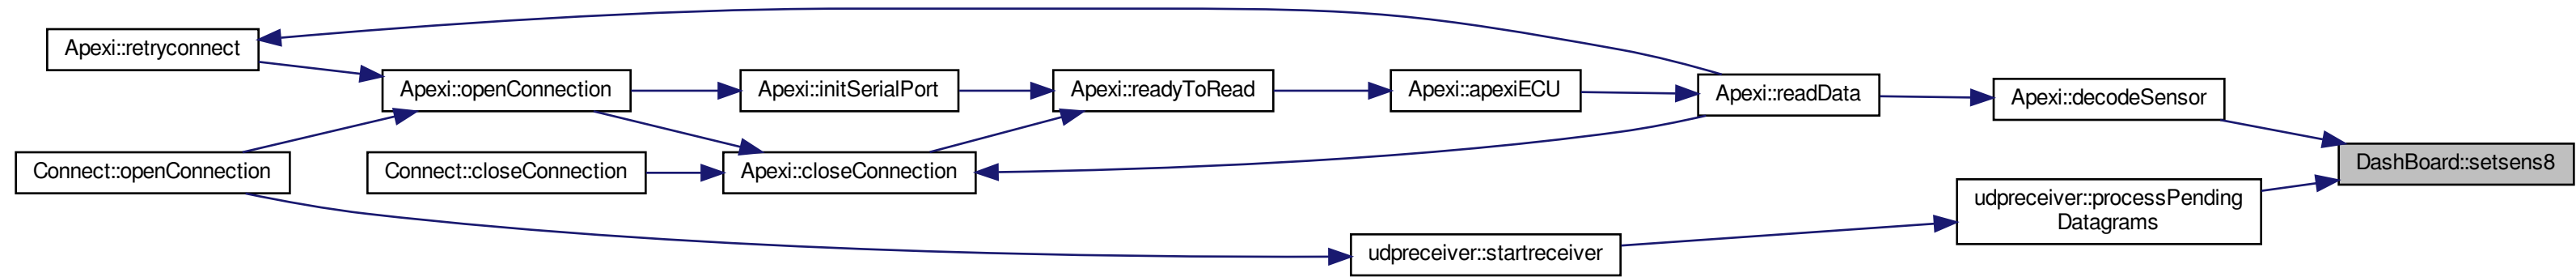 Apexi::retryconnect
Apexi::openConnection
Apexi::initSerialPort
Apexi::readyToRead
Apexi::apexiECU
Apexi::readData
Apexi::decodeSensor
Connect::openConnection
Connect::closeConnection
Apexi::closeConnection
DashBoard::setsens8
udpreceiver::processPending
Datagrams
udpreceiver::startreceiver